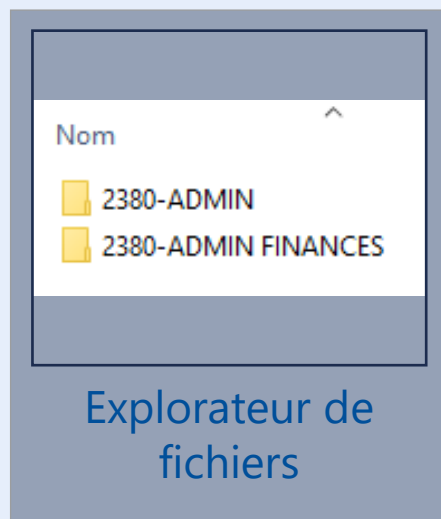 Nom
2380-ADMIN
2380-ADMIN FINANCES
Explorateur de
fichiers